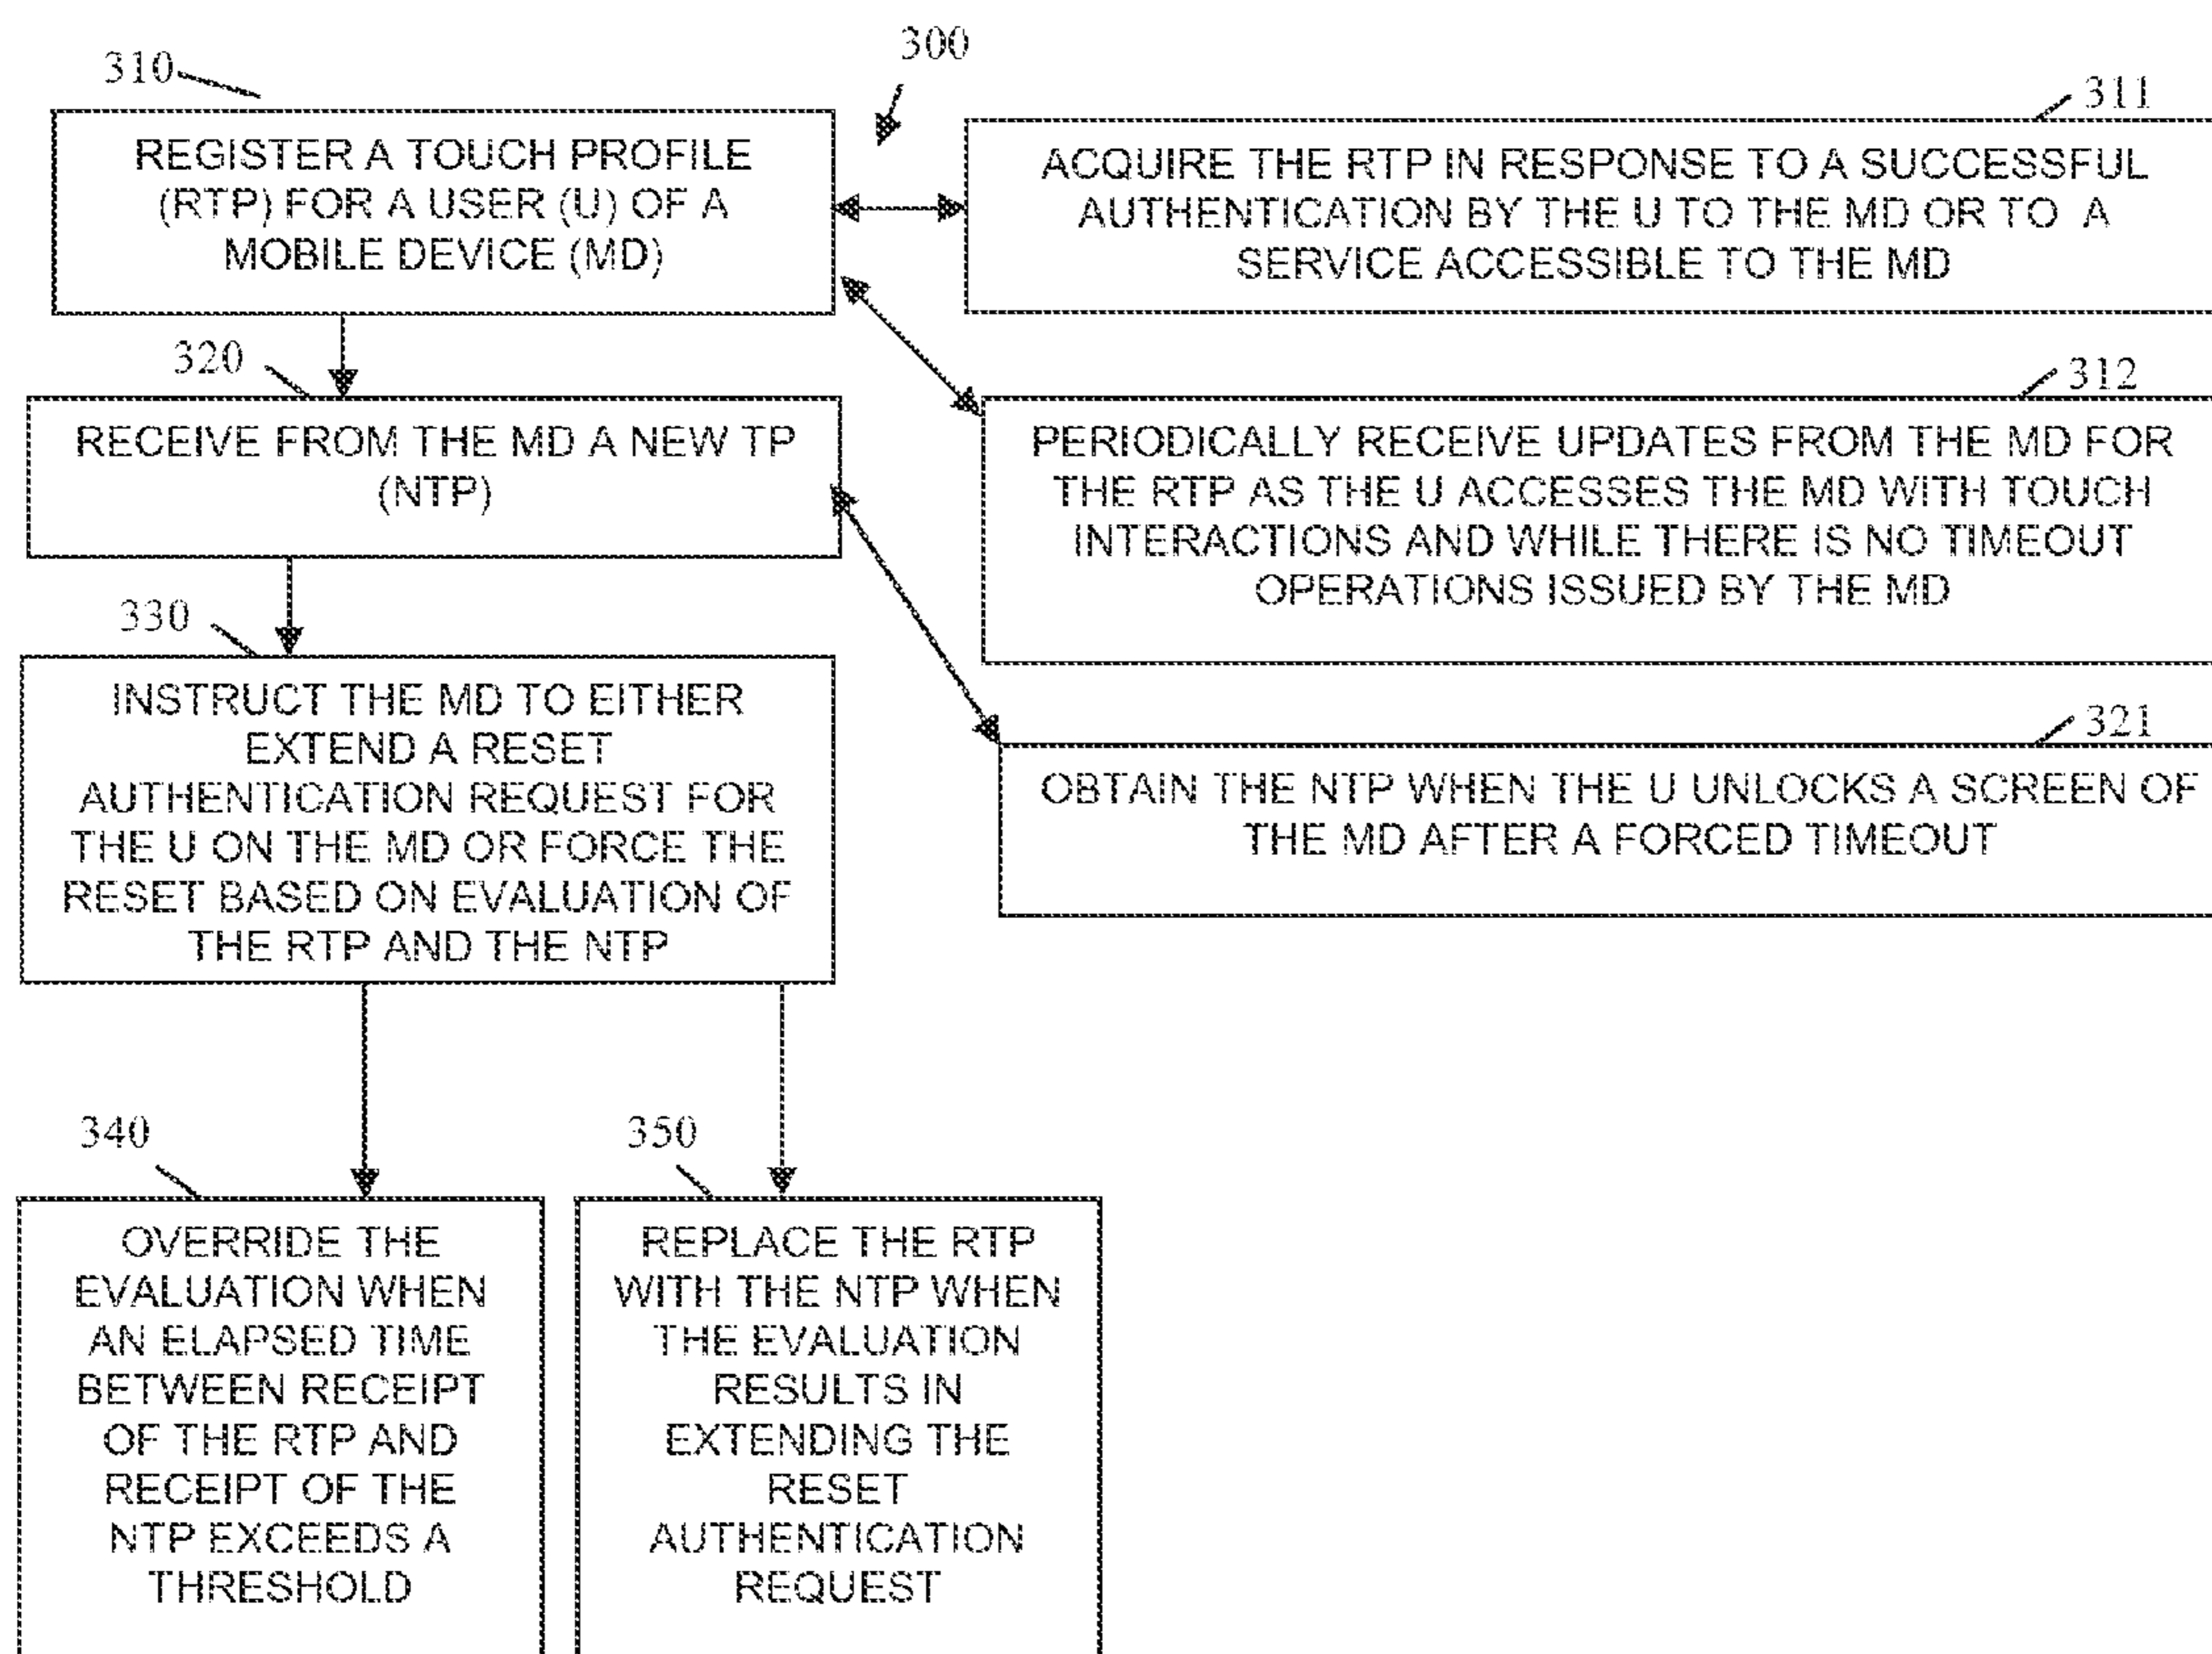 300
310
REGISTER A TOUCH PROFILE
(RTP) FOR A USER (U) OF A
MOBILE DEVICE (MD)
311
ACQUIRE THE RTP IN RESPONSE TO A SUCCESSFUL
AUTHENTICATION BY THE U TO THE MD OR TO A
SERVICE ACCESSIBLE TO THE MD
312
PERIODICALLY RECEIVE UPDATES FROM THE MD FOR
THE RTP AS THE U ACCESSES THE MD WITH TOUCH
INTERACTIONS AND WHILE THERE IS NO TIMEOUT
OPERATIONS ISSUED BY THE MD
320
RECEIVE FROM THE MD A NEW TP
(NTP)
321
OBTAIN THE NTP WHEN THE U UNLOCKS A SCREEN OF
THE MD AFTER A FORCED TIMEOUT
330
INSTRUCT THE MD TO EITHER
EXTEND A RESET
AUTHENTICATION REQUEST FOR
THE U ON THE MD OR FORCE THE
RESET BASED ON EVALUATION OF
THE RTP AND THE NTP
340
OVERRIDE THE
EVALUATION WHEN
AN ELAPSED TIME
BETWEEN RECEIPT
OF THE RTP AND
RECEIPT OF THE
NTP EXCEEDS A
THRESHOLD
350
REPLACE THE RTP
WITH THE NTP WHEN
THE EVALUATION
RESULTS IN
EXTENDING THE
RESET
AUTHENTICATION
REQUEST